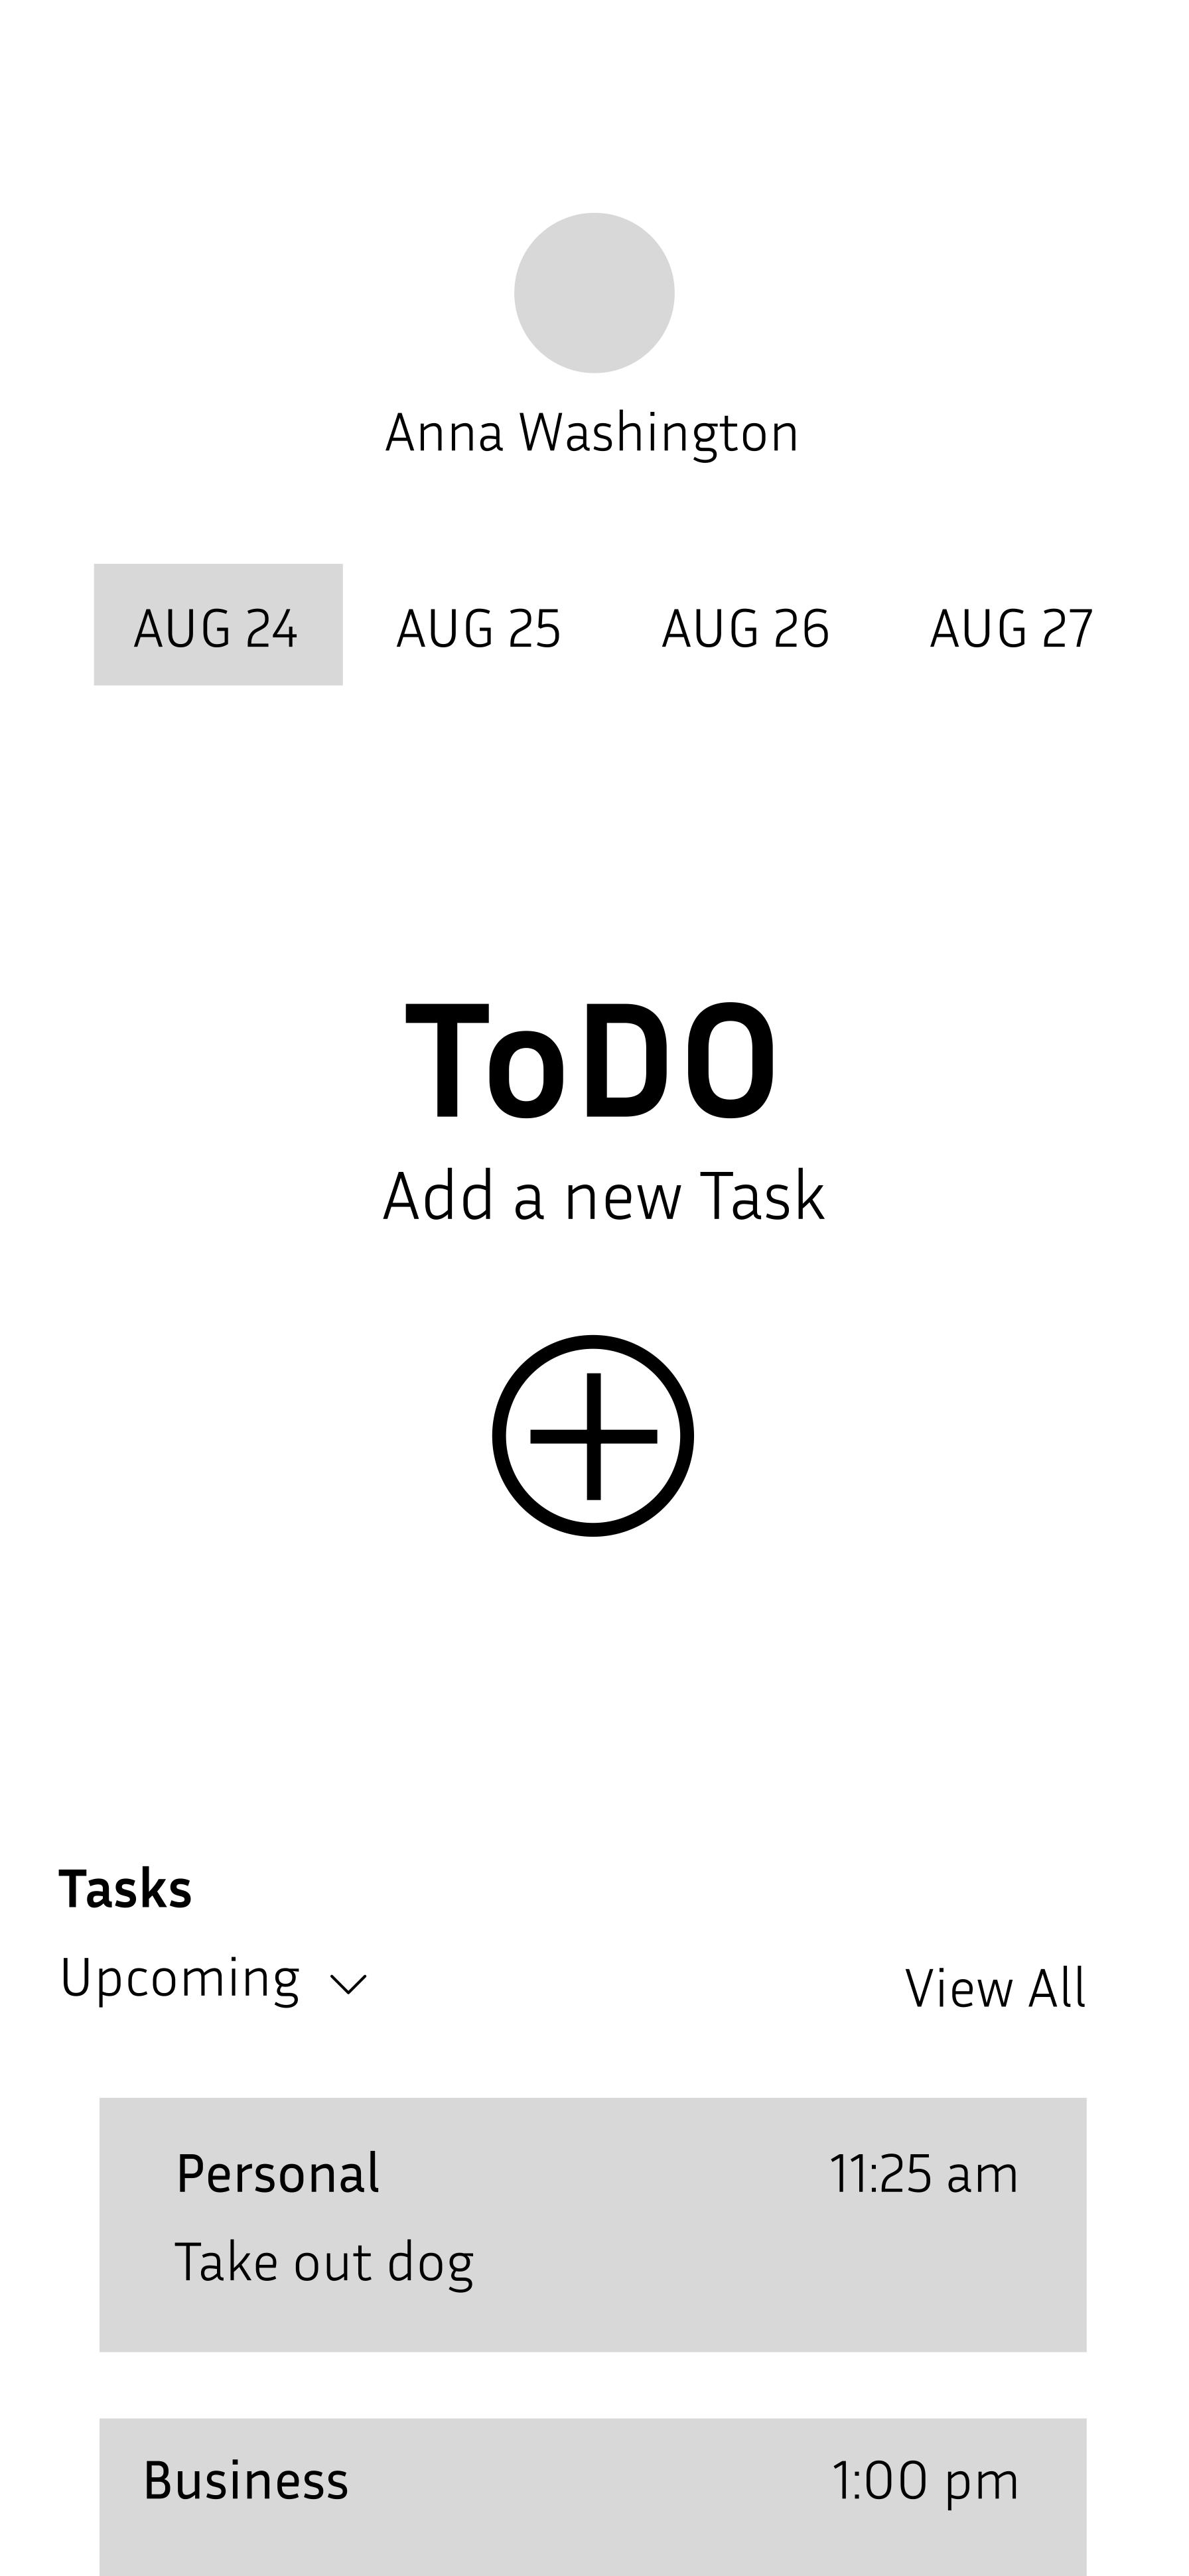 Anna Washington
AUG 24 AUG 25 AUG 26 AUG 27
ToDO
Add a new Task
Tasks
Upcoming
View All
Personal 11:25 am
Take out dog
Business 1:00 pm